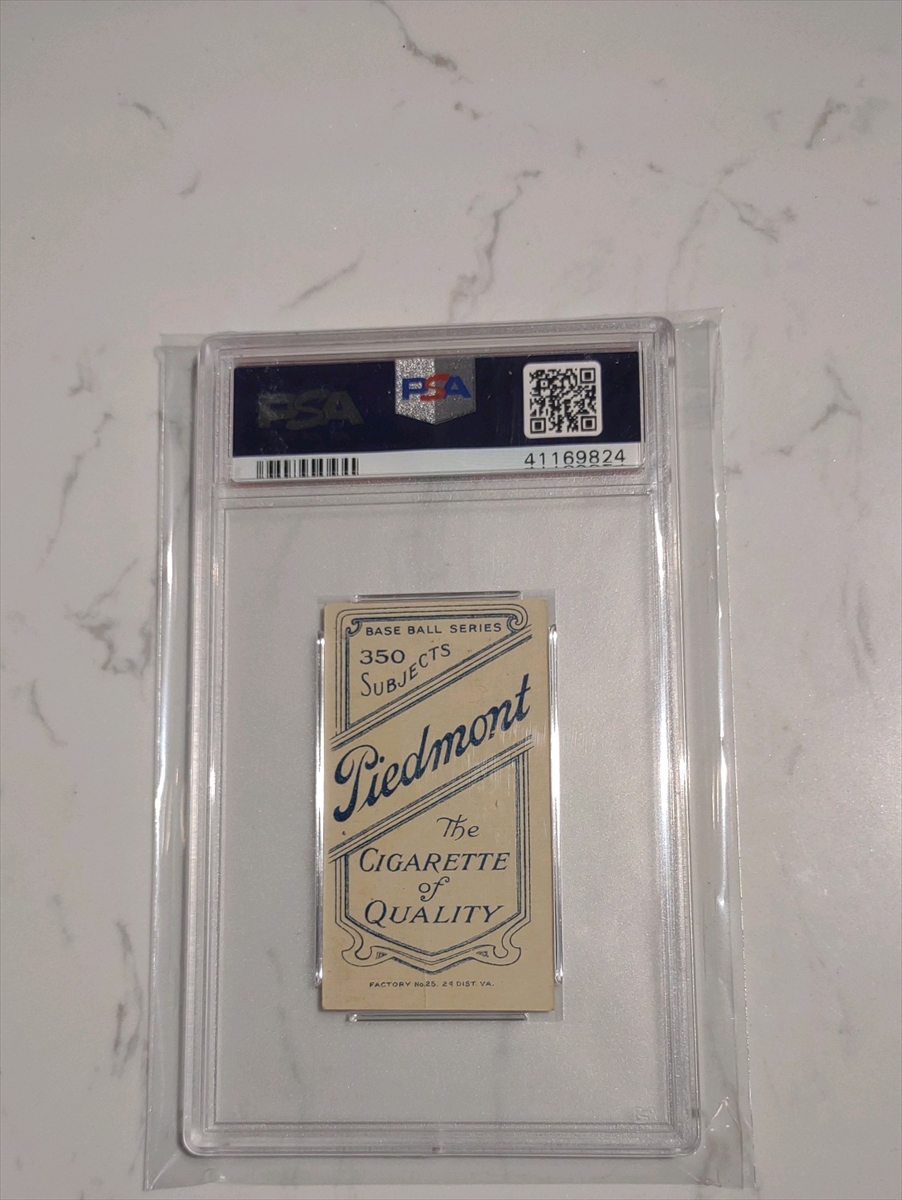 PSA
PSA
41169824
BASE BALL SERIES
350
SUBJECTS
Piedmont
The
CIGARETTE
of
QUALITY
FACTORY No. 25. 2d DIST. VA.